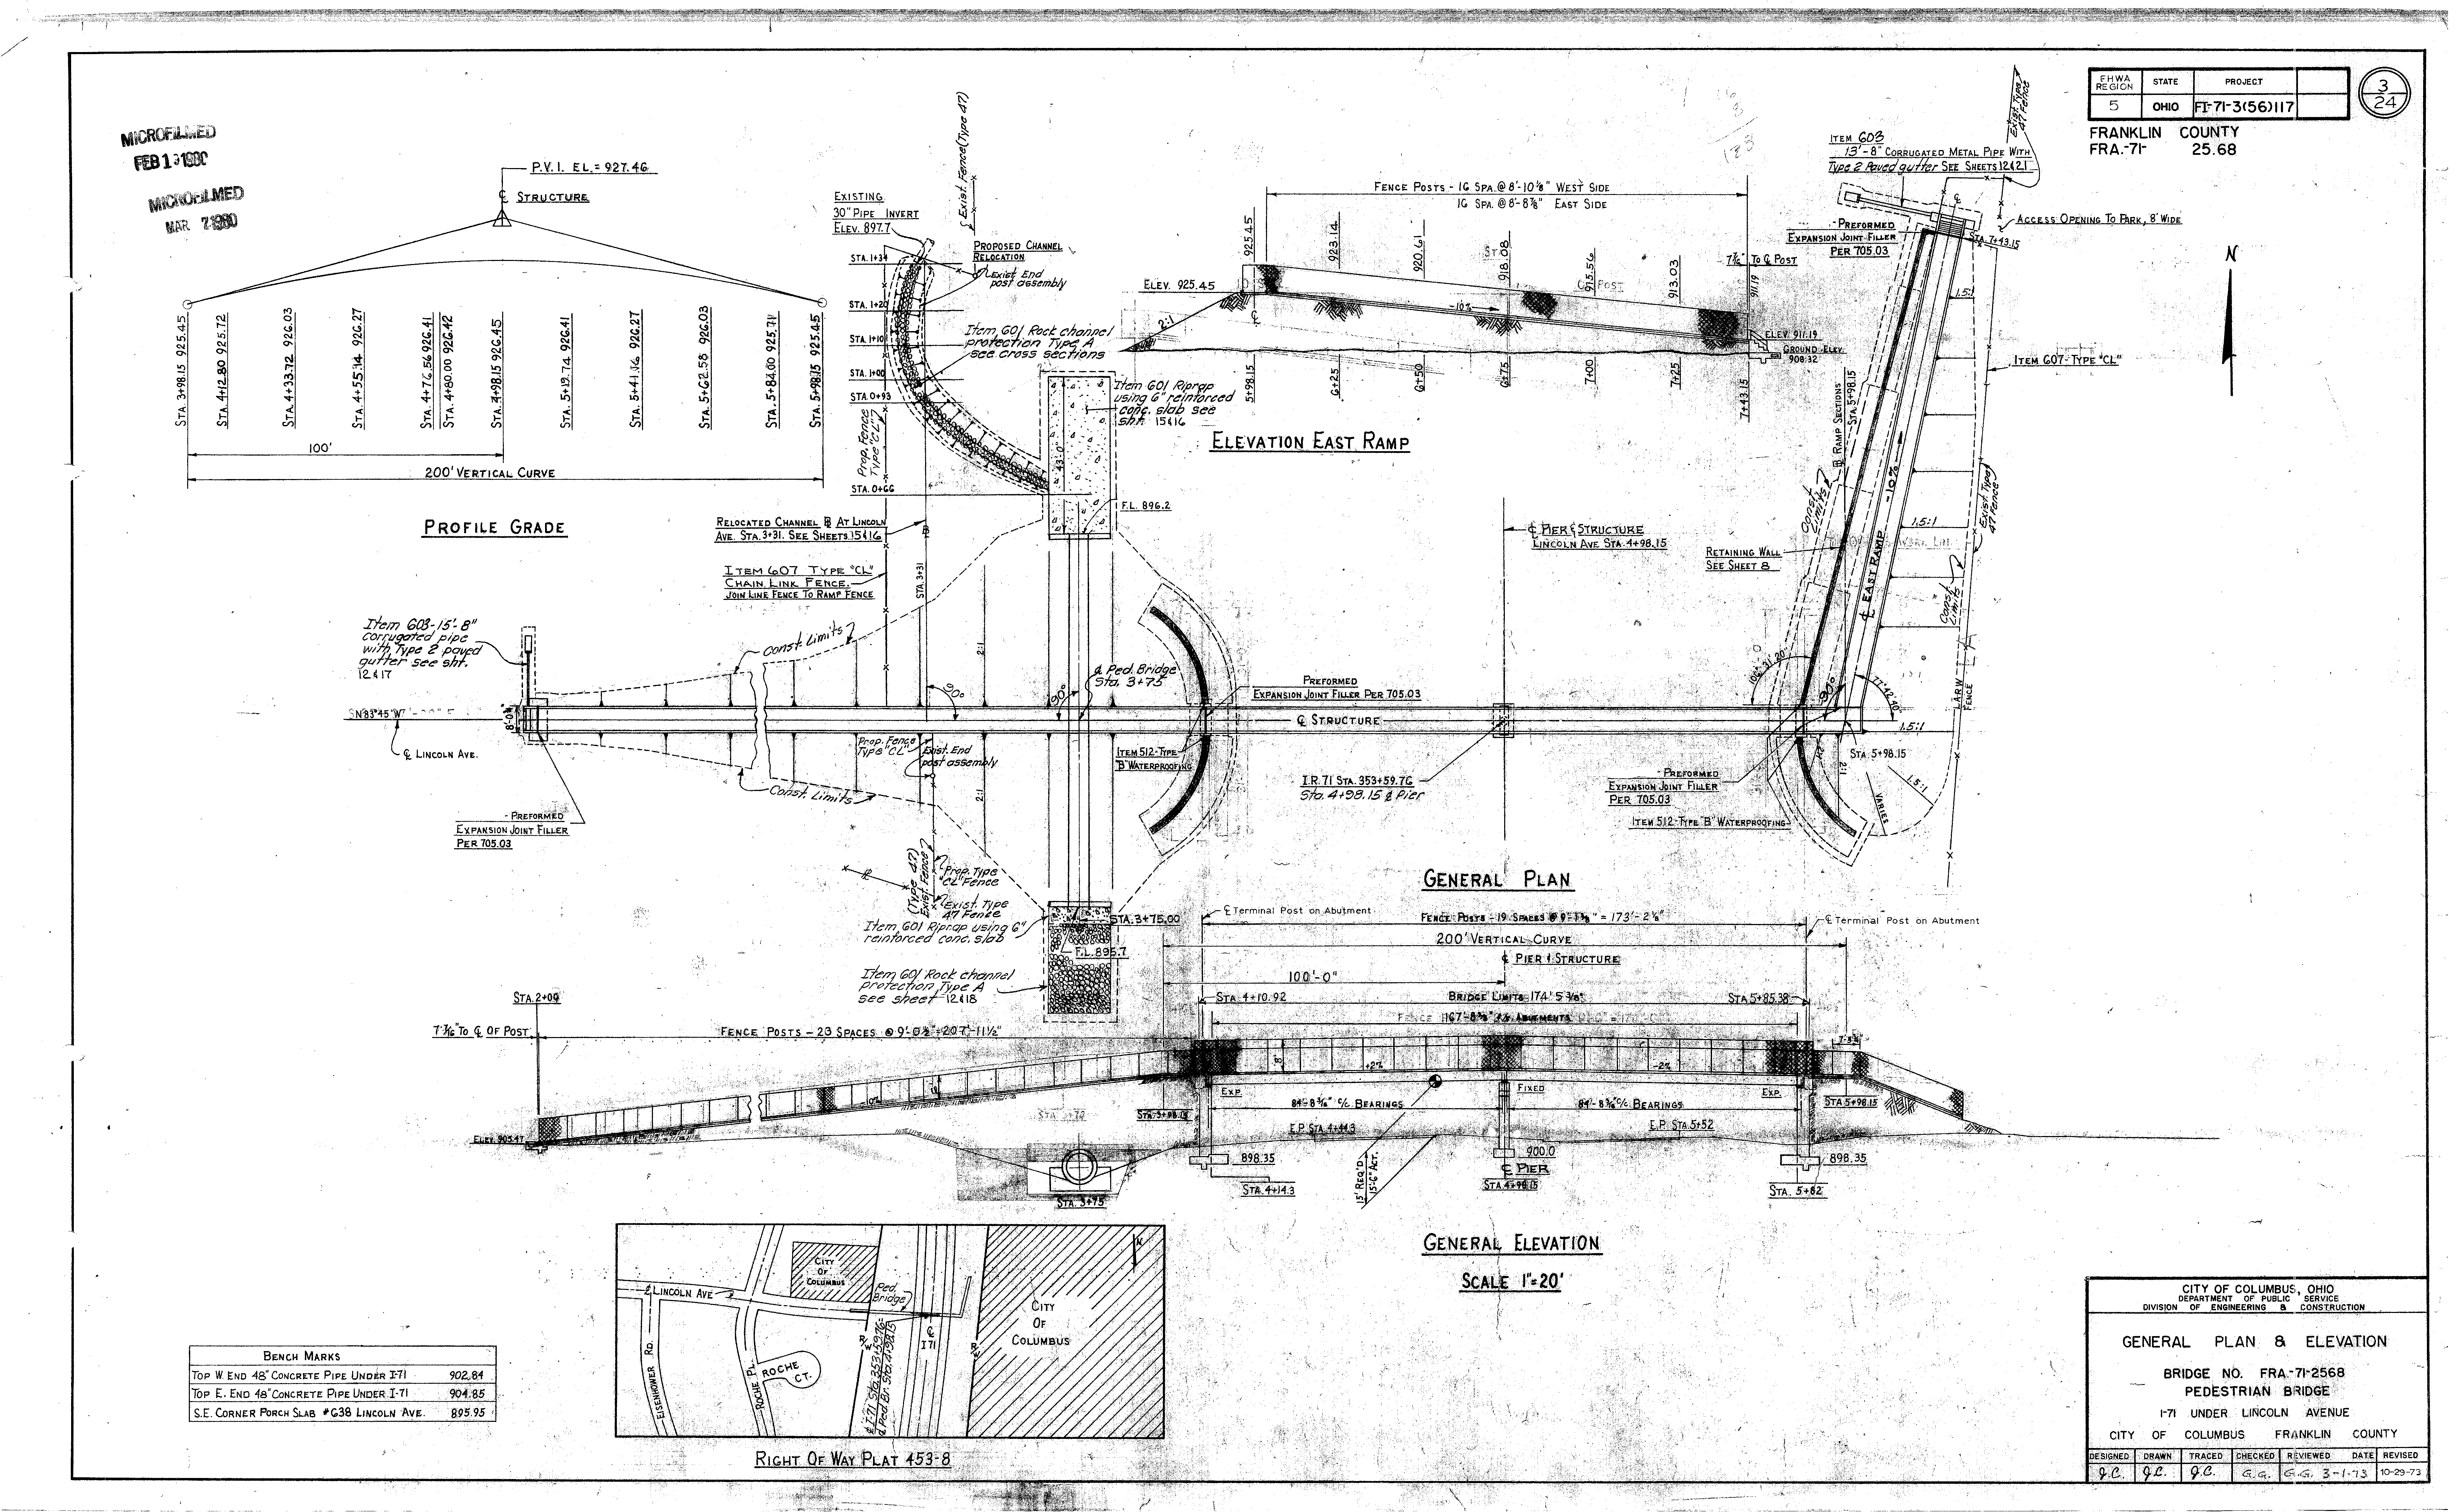 MICROFILMED
FEB 13 1980
MICROFILMED
MAR 7 1980
FHWA REGION
STATE
PROJECT
5
OHIO
FI-71-3(56)117
3
24
FRANKLIN COUNTY
FRA.-71- 25.68
P.V.I. EL. = 927.46
℄ STRUCTURE
STA. 3+98.15 925.45
STA. 4+12.80 925.72
STA. 4+33.72 926.03
STA. 4+55.14 926.27
STA. 4+76.56 926.41
STA. 4+80.00 926.42
STA. 4+98.15 926.45
STA. 5+19.74 926.41
STA. 5+41.16 926.27
STA. 5+62.58 926.03
STA. 5+84.00 925.71
STA. 5+98.15 925.45
100'
200' VERTICAL CURVE
PROFILE GRADE
EXISTING
30" PIPE INVERT
ELEV. 897.7
℄ Exist. Fence (Type 47)
PROPOSED CHANNEL
RELOCATION
Exist End
post assembly
STA. 1+34
STA. 1+20
STA. 1+10
STA. 1+00
STA. 0+93
STA. 0+66
Item 601 Rock channel
protection Type A
see cross sections
Prop. Fence
Type "CL"
Item 601 Riprap
using 6" reinforced
conc. slab see
sht. 15&16
43'-0"
F.L. 896.2
RELOCATED CHANNEL ℄ AT LINCOLN
AVE. STA. 3+31. SEE SHEETS 15&16
ITEM 607 TYPE "CL"
CHAIN LINK FENCE.
JOIN LINE FENCE TO RAMP FENCE
STA. 3+31
FENCE POSTS - 16 SPA. @ 8'-10⅛" WEST SIDE
16 SPA. @ 8'-8⅞" EAST SIDE
925.45
923.14
920.61
918.08
915.56
913.03
911.19
7 7/16" TO ℄ POST
ELEV. 925.45
2:1
-10%
ELEV. 911.19
GROUND ELEV.
908.32
5+98.15
6+25
6+50
6+75
7+00
7+25
7+43.15
ELEVATION EAST RAMP
ITEM 603
13'-8" CORRUGATED METAL PIPE WITH
Type 2 Paved gutter SEE SHEETS 12&21
Exist. Type
47 Fence
ACCESS OPENING TO PARK, 8' WIDE
PREFORMED
EXPANSION JOINT FILLER
PER 705.03
STA. 7+43.15
N
1.5:1
ITEM 607-TYPE "CL"
℄ RAMP SECTIONS
STA. 5+98.15
-10%
Const. Limits
Exist. Type
47 Fence
1.5:1
℄ EAST RAMP
RETAINING WALL
SEE SHEET 8
Const. Limits
℄ PIER & STRUCTURE
LINCOLN AVE STA. 4+98.15
Item 603-15'-8"
corrugated pipe
with Type 2 paved
gutter see sht.
12&17
const. Limits
2:1
90°
90°
℄ Ped. Bridge
Sta. 3+75
PREFORMED
EXPANSION JOINT FILLER PER 705.03
102° 31' 20"
90°
77°42'40"
L.A.R.W.
FENCE
N 83°45' W
8'-0"
℄ LINCOLN AVE.
℄ STRUCTURE
1.5:1
Prop. Fence
Type "CL"
Exist. End
post assembly
ITEM 512-TYPE
"B" WATERPROOFING
STA. 5+98.15
2:1
1.5:1
VARIES
Const. Limits
2:1
I.R. 71 STA. 353+59.76
Sta. 4+98.15 ℄ Pier
PREFORMED
EXPANSION JOINT FILLER
PER 705.03
ITEM 512-TYPE "B" WATERPROOFING
PREFORMED
EXPANSION JOINT FILLER
PER 705.03
(Type 47)
Exist. Fence
Prop. Type
"CL" Fence
Exist. Type
47 Fence
GENERAL PLAN
Item 601 Riprap using 6"
reinforced conc. slab
STA. 3+75.00
F.L. 895.7
Item 601 Rock channel
protection Type A
see sheet 12&18
℄ Terminal Post on Abutment
FENCE POSTS - 19 SPACES @ 9'-1⅜" = 173'-2⅛"
℄ Terminal Post on Abutment
200' VERTICAL CURVE
℄ PIER & STRUCTURE
100'-0"
STA. 4+10.92
BRIDGE LIMITS 174' 5⅜"
STA. 5+85.38
STA. 2+00
7 7/16" TO ℄ OF POST
FENCE POSTS - 23 SPACES @ 9'-0½" = 207'-11½"
8'
+2%
-2%
EXP.
FIXED
EXP.
-10%
STA. 3+98.15
84'-8 3/16" C/C BEARINGS
84'-8 3/16" C/C BEARINGS
STA 5+98.15
ELEV. 905.47
E.P. STA. 4+44.3
E.P. STA. 5+52
898.35
900.0
898.35
℄ PIER
STA. 4+98.15
STA. 4+14.3
STA. 5+82
15' REQ'D
15'-6" ACT.
STA. 3+75
GENERAL ELEVATION
SCALE 1"=20'
℄ LINCOLN AVE
CITY
OF
COLUMBUS
Ped.
Bridge
N
CITY
OF
COLUMBUS
EISENHOWER RD.
ROCHE PL.
ROCHE
CT.
R/W
℄ I-71 Sta. 353+59.76=
℄ Ped. Br. Sta. 4+98.15
℄
I 71
R/W
RIGHT OF WAY PLAT 453-8
BENCH MARKS
TOP W. END 48" CONCRETE PIPE UNDER I-71 902.84
TOP E. END 48" CONCRETE PIPE UNDER I-71 904.85
S.E. CORNER PORCH SLAB #638 LINCOLN AVE. 895.95
CITY OF COLUMBUS, OHIO
DEPARTMENT OF PUBLIC SERVICE
DIVISION OF ENGINEERING & CONSTRUCTION
GENERAL PLAN & ELEVATION
BRIDGE NO. FRA.-71-2568
PEDESTRIAN BRIDGE
I-71 UNDER LINCOLN AVENUE
CITY OF COLUMBUS FRANKLIN COUNTY
DESIGNED DRAWN TRACED CHECKED REVIEWED DATE REVISED
J.C. J.C. J.C. G.G. G.G. 3-1-73 10-29-73